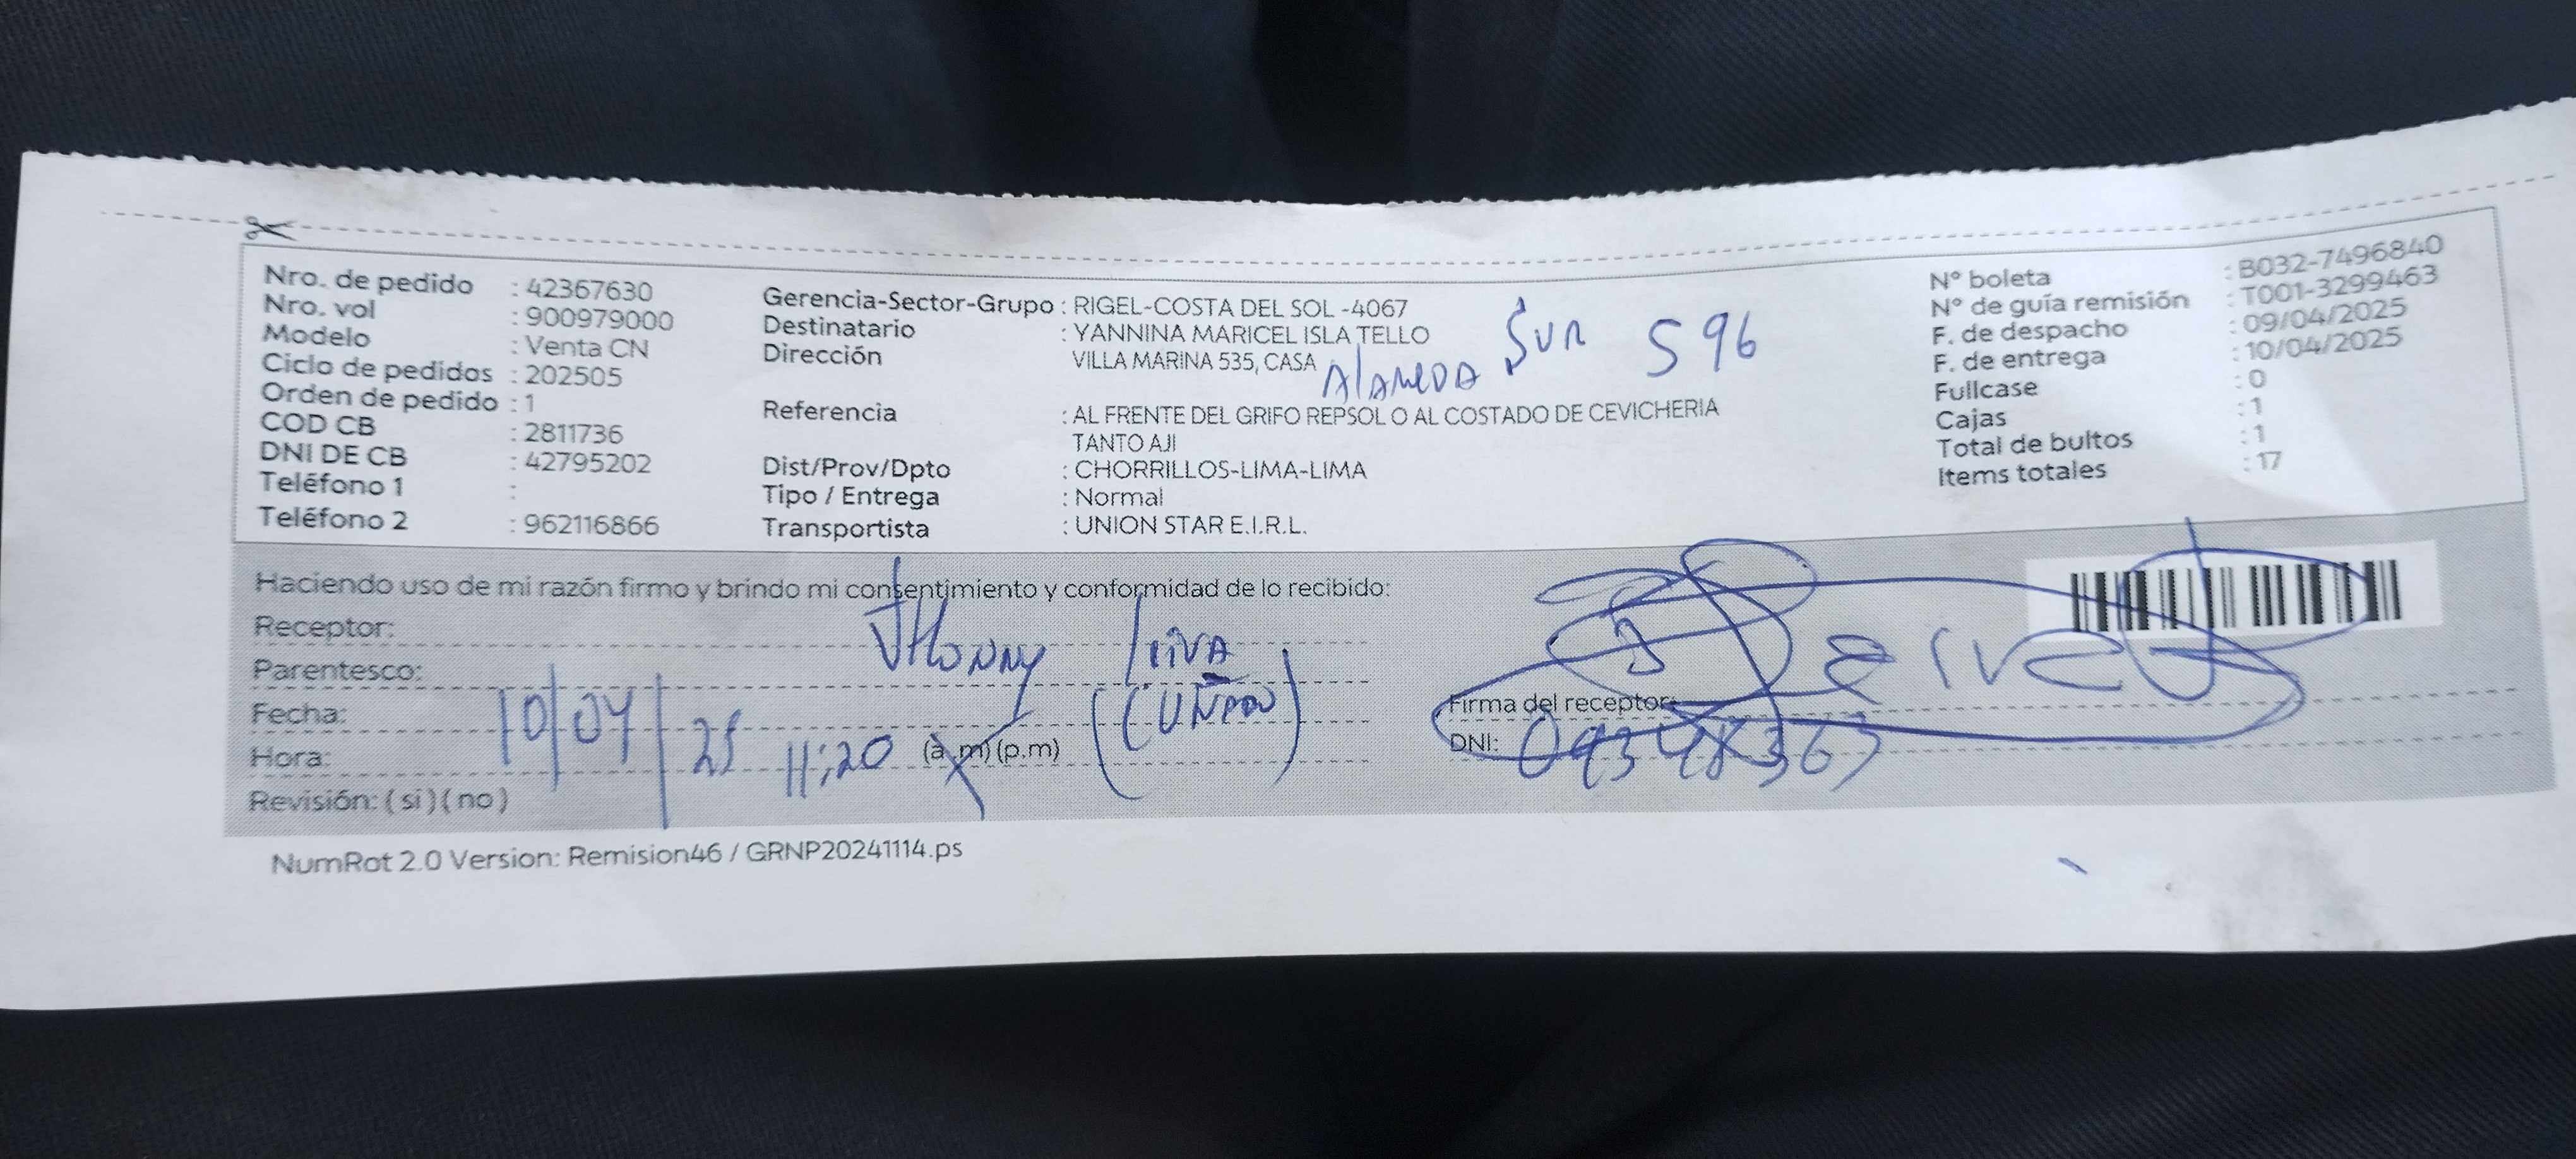 Nro. de pedido : 42367630
Nro. vol : 900979000
Modelo : Venta CN
Ciclo de pedidos : 202505
Orden de pedido : 1
COD CB : 2811736
DNI DE CB : 42795202
Teléfono 1 :
Teléfono 2 : 962116866
Gerencia-Sector-Grupo : RIGEL-COSTA DEL SOL -4067
Destinatario : YANNINA MARICEL ISLA TELLO
Dirección VILLA MARINA 535, CASA
Alameda Sur 596
Referencia : AL FRENTE DEL GRIFO REPSOL O AL COSTADO DE CEVICHERIA
TANTO AJI
Dist/Prov/Dpto : CHORRILLOS-LIMA-LIMA
Tipo / Entrega : Normal
Transportista : UNION STAR E.I.R.L.
N° boleta : B032-7496840
N° de guía remisión : T001-3299463
F. de despacho : 09/04/2025
F. de entrega : 10/04/2025
Fullcase : 0
Cajas : 1
Total de bultos : 1
Items totales : 17
Haciendo uso de mi razón firmo y brindo mi consentimiento y conformidad de lo recibido:
Receptor: Jhonny Leiva
Parentesco: (Cuñado)
Fecha: 10/04/25
Hora: 11:20 (a.m) (p.m)
Revisión: ( si ) ( no )
Firma del receptor:
DNI:
NumRot 2.0 Version: Remision46 / GRNP20241114.ps